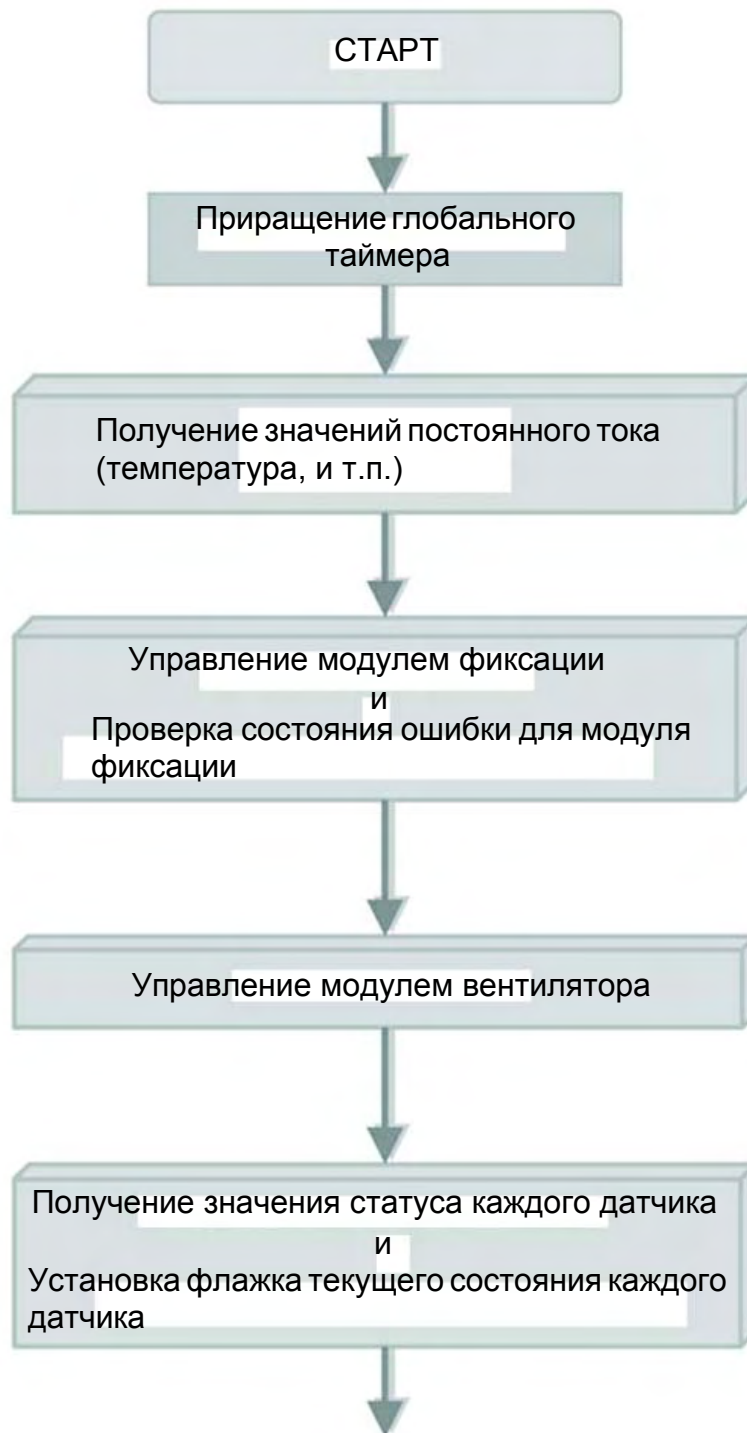 СТАРТ
Приращение глобального
таймера
Получение значений постоянного тока
(температура, и т.п.)
Управление модулем фиксации
и
Проверка состояния ошибки для модуля
фиксации
Управление модулем вентилятора
Получение значения статуса каждого датчика
и
Установка флажка текущего состояния каждого
датчика